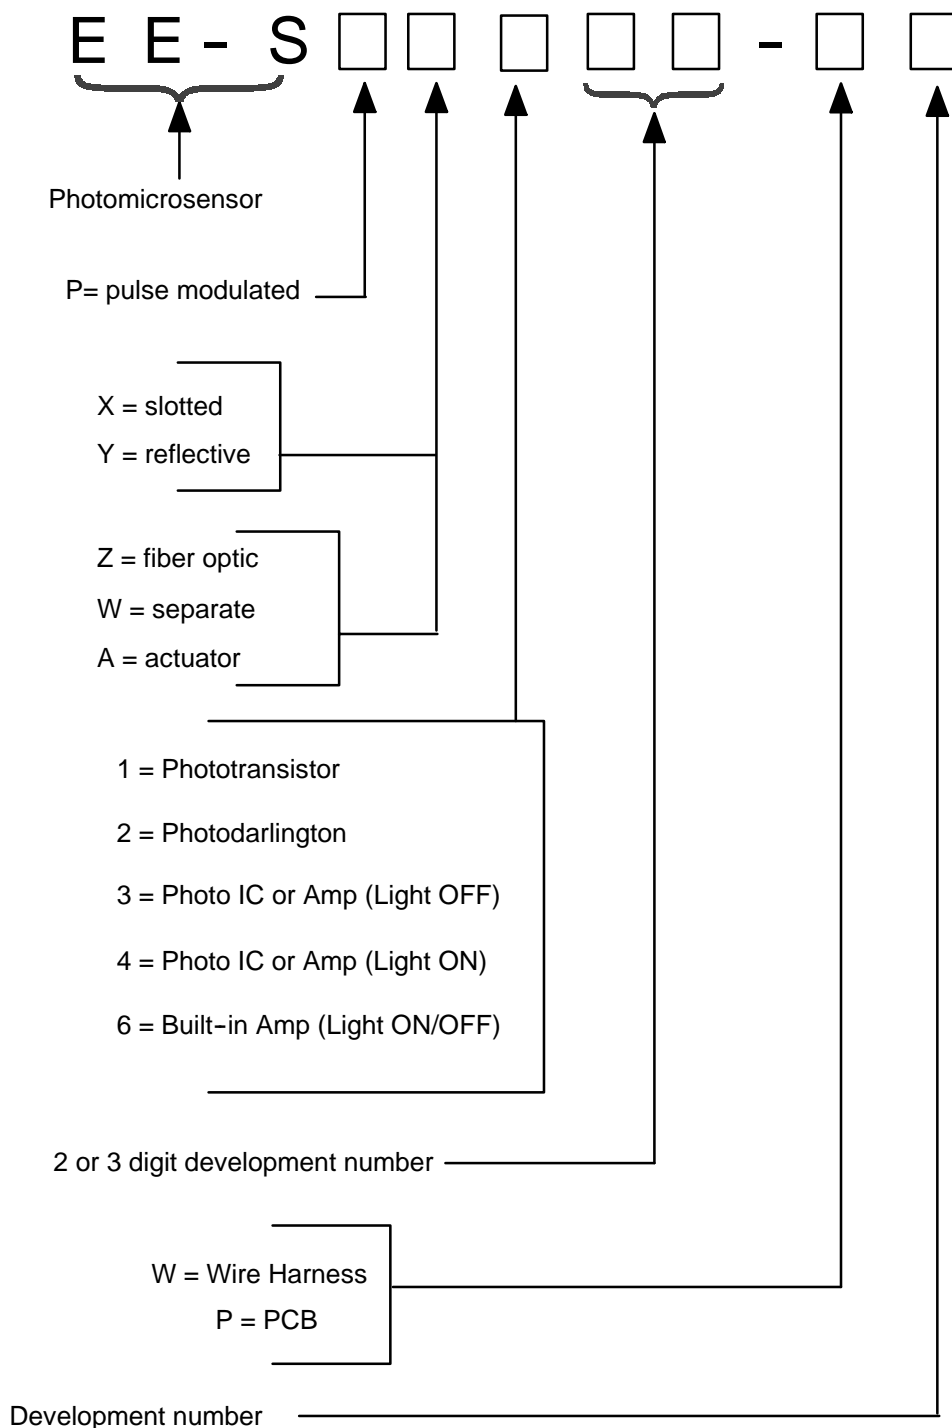 EE-S□□□□□-□□
Photomicrosensor
P= pulse modulated
X = slotted
Y = reflective
Z = fiber optic
W = separate
A = actuator
1 = Phototransistor
2 = Photodarlington
3 = Photo IC or Amp (Light OFF)
4 = Photo IC or Amp (Light ON)
6 = Built-in Amp (Light ON/OFF)
2 or 3 digit development number
W = Wire Harness
P = PCB
Development number